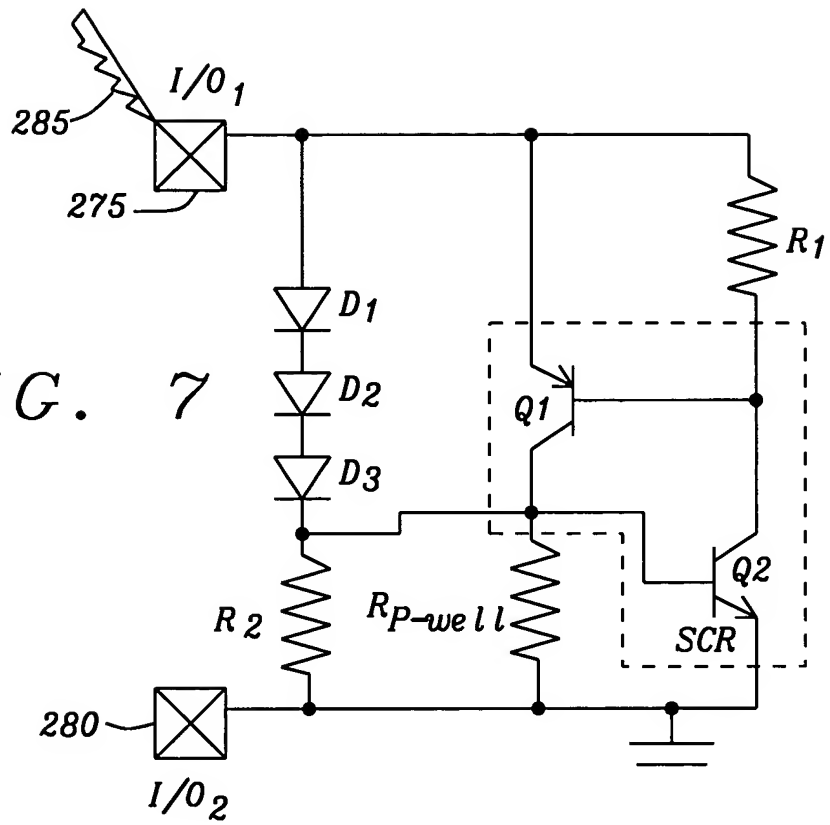 I/O1
285
275
R1
D1
G. 7
D2
Q1
D3
Q2
R2
RP-well
SCR
280
I/O2